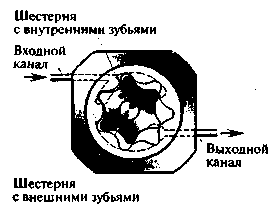 Шестерня
с внутренними зубьями
Входной
канал
Выходной
канал
Шестерня
с внешними зубьями